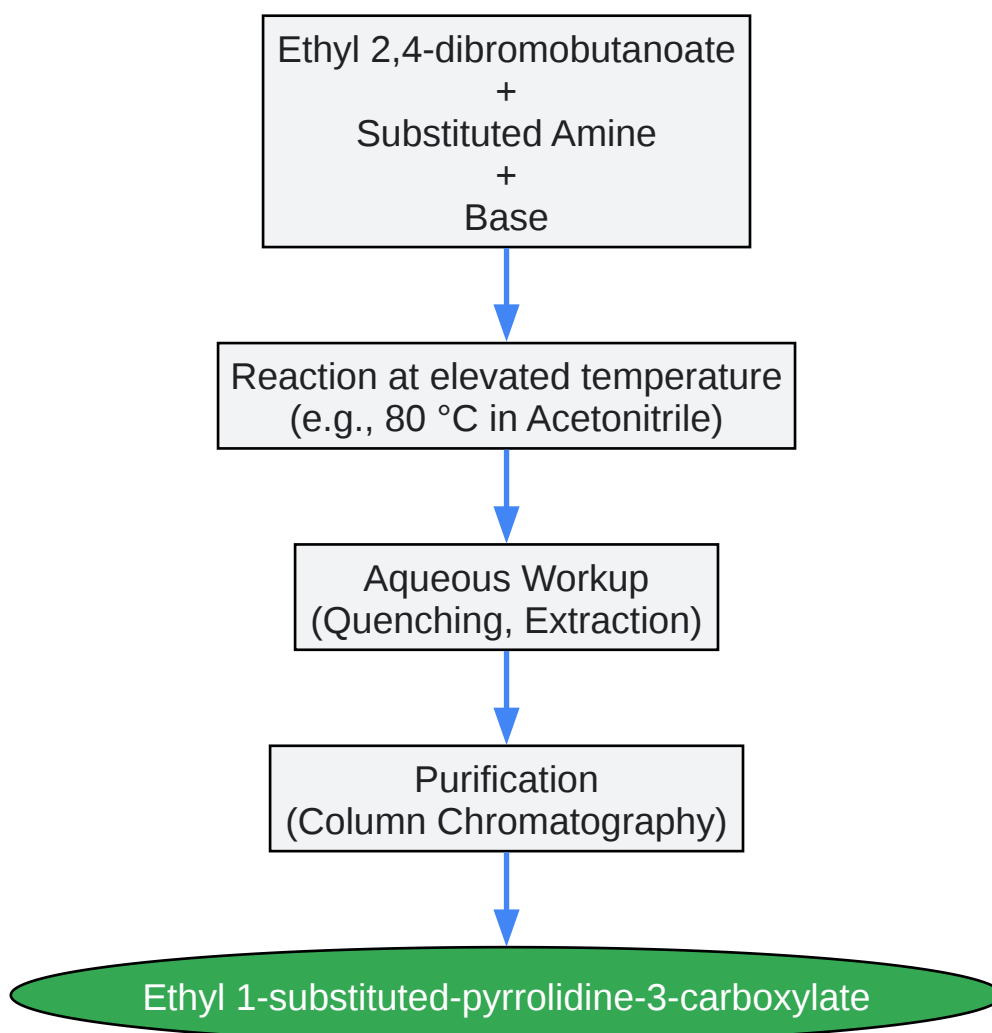 Ethyl 2,4-dibromobutanoate
+
Substituted Amine
+
Base
Reaction at elevated temperature
(e.g., 80 °C in Acetonitrile)
Aqueous Workup
(Quenching, Extraction)
Purification
(Column Chromatography)
Ethyl 1-substituted-pyrrolidine-3-carboxylate